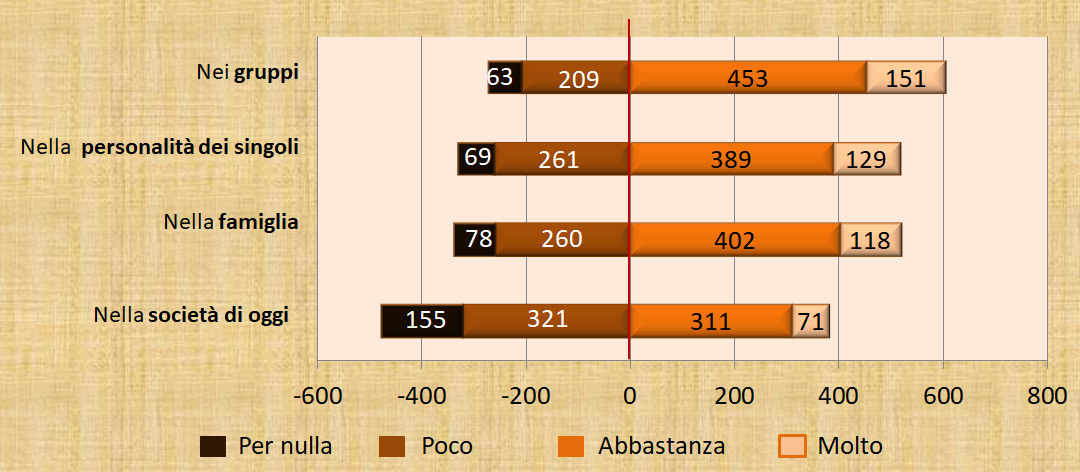 Nei gruppi
63 209 453 151
Nella personalità dei singoli
69 261 389 129
Nella famiglia
78 260 402 118
Nella società di oggi
155 321 311 71
-600 -400 -200 0 200 400 600 800
Per nulla Poco Abbastanza Molto